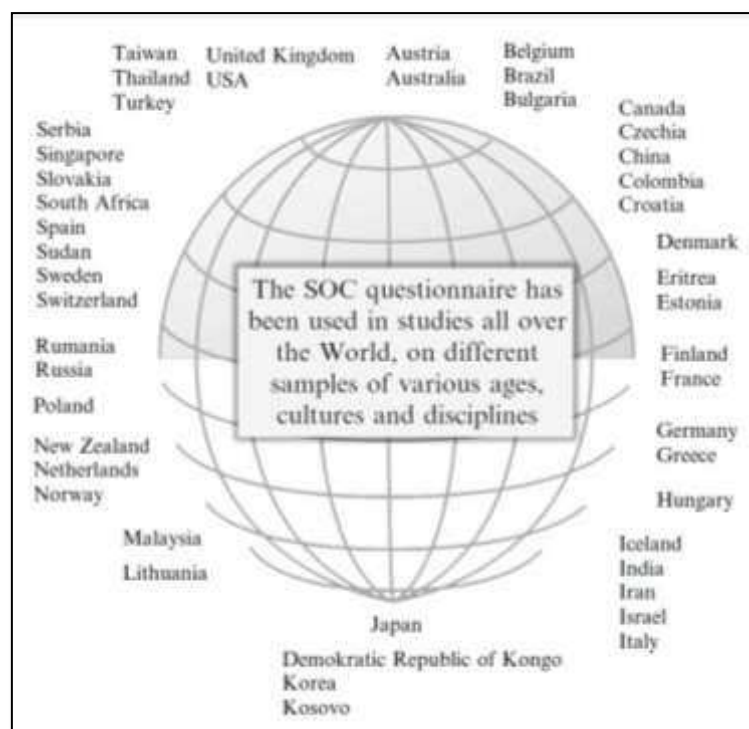 Taiwan
Thailand
Turkey
United Kingdom
USA
Austria
Australia
Belgium
Brazil
Bulgaria
Canada
Czechia
China
Colombia
Croatia
Denmark
Eritrea
Estonia
Finland
France
Germany
Greece
Hungary
Iceland
India
Iran
Israel
Italy
Japan
Demokratic Republic of Kongo
Korea
Kosovo
Malaysia
Lithuania
New Zealand
Netherlands
Norway
Poland
Rumania
Russia
Serbia
Singapore
Slovakia
South Africa
Spain
Sudan
Sweden
Switzerland
The SOC questionnaire has
been used in studies all over
the World, on different
samples of various ages,
cultures and disciplines